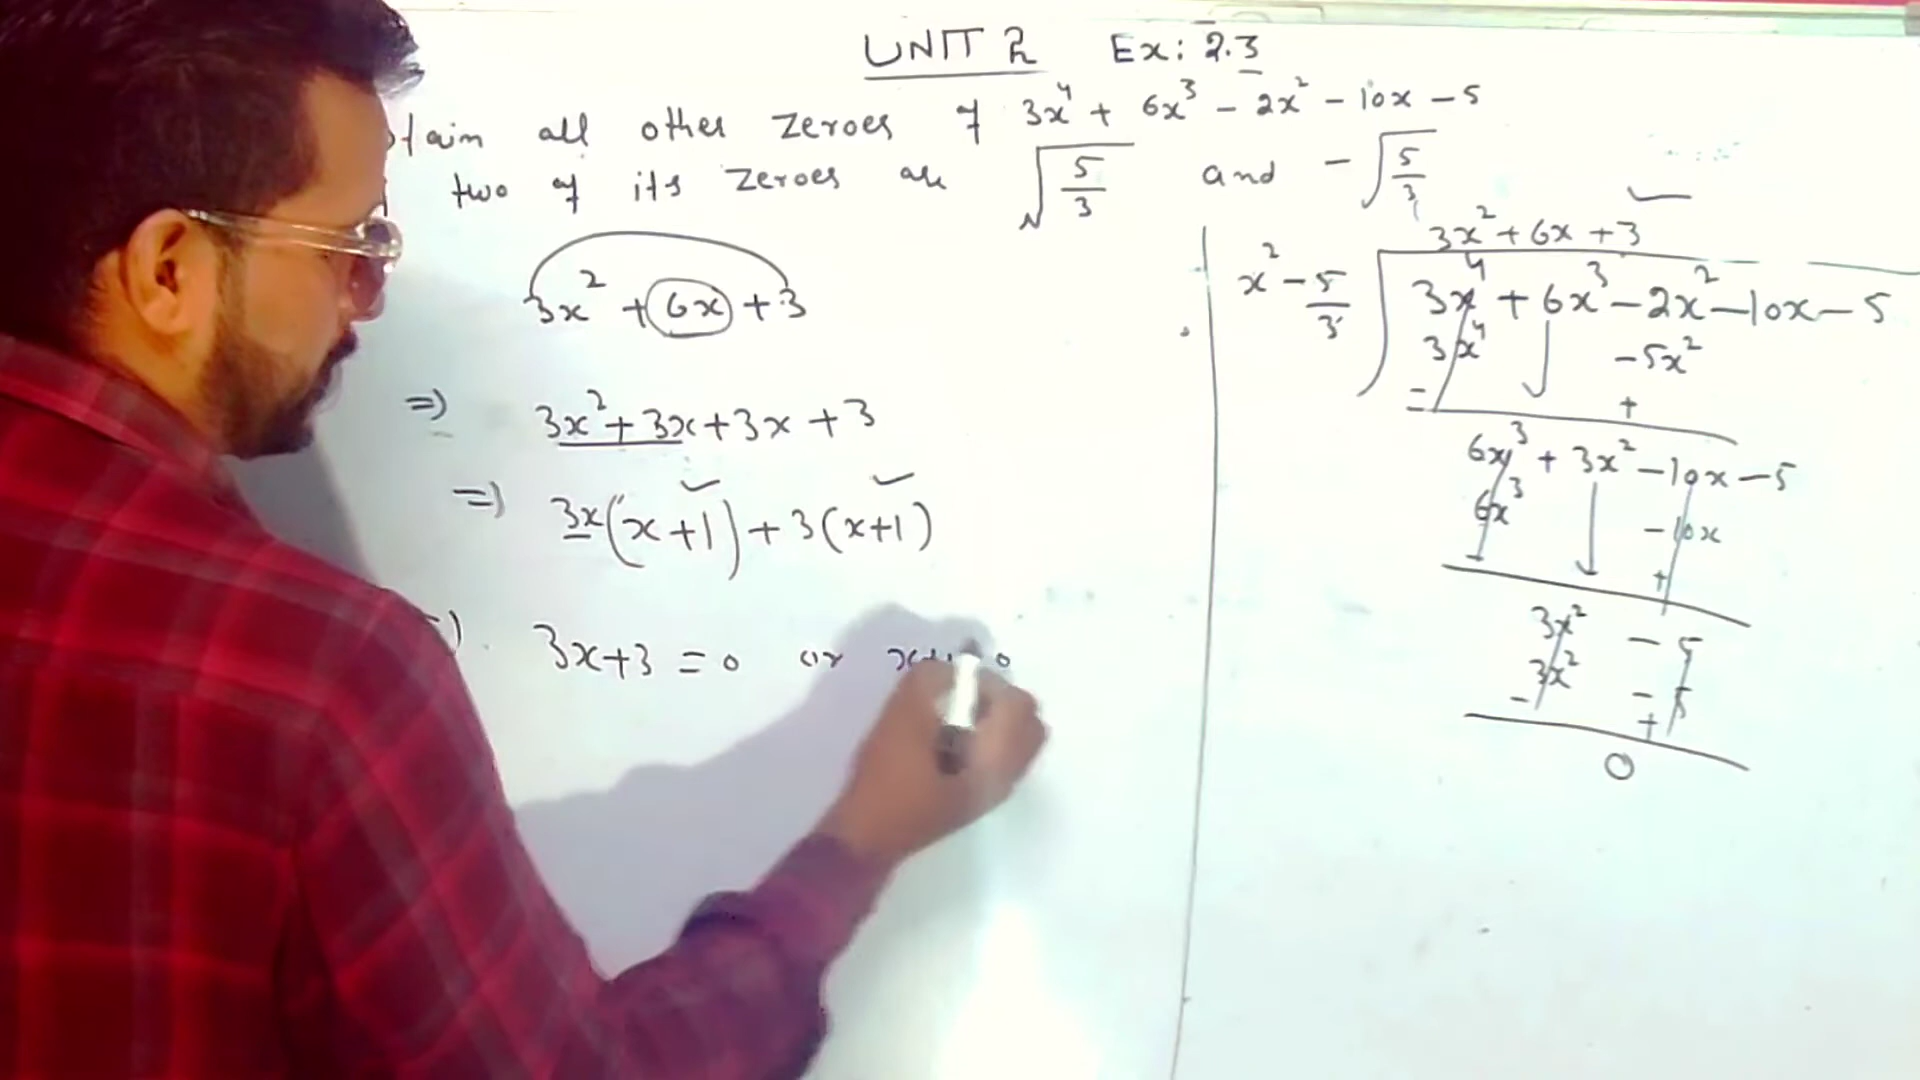 UNIT 2 Ex: 2.3
tain all other zeroes of 3x⁴ + 6x³ - 2x² - 10x - 5
two of its zeroes are √(5/3) and -√(5/3)
3x² + 6x + 3
⇒ 3x² + 3x + 3x + 3
⇒ 3x(x+1) + 3(x+1)
3x+3 = 0 or
3x² + 6x + 3
x² - 5/3
3x⁴ + 6x³ - 2x² - 10x - 5
3x⁴ - 5x²
- +
6x³ + 3x² - 10x - 5
6x³ - 10x
- +
3x² - 5
3x² - 5
- +
0